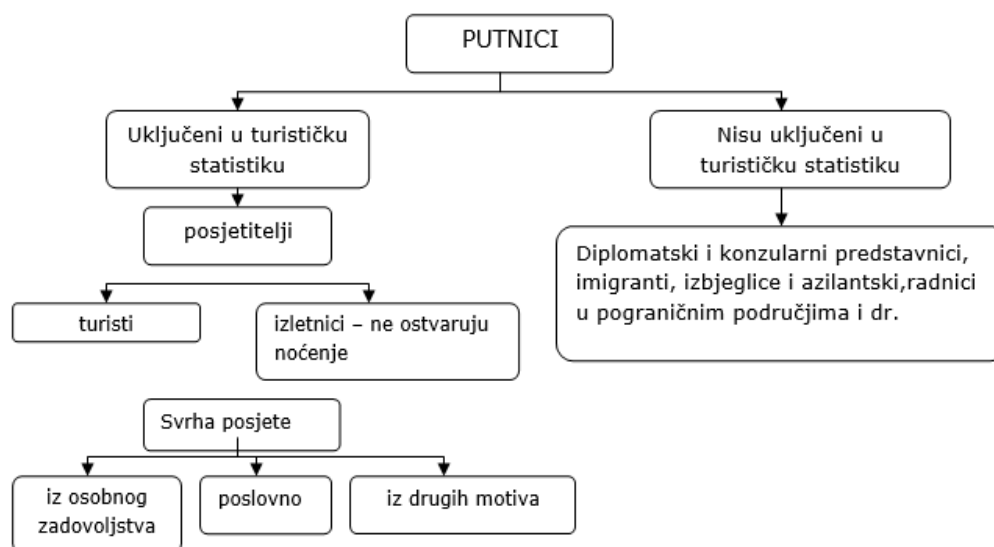 PUTNICI
Uključeni u turističku
statistiku
Nisu uključeni u
turističku statistiku
posjetitelji
Diplomatski i konzularni predstavnici,
imigranti, izbjeglice i azilantski,radnici
u pograničnim područjima i dr.
turisti
izletnici – ne ostvaruju
noćenje
Svrha posjete
iz osobnog
zadovoljstva
poslovno
iz drugih motiva